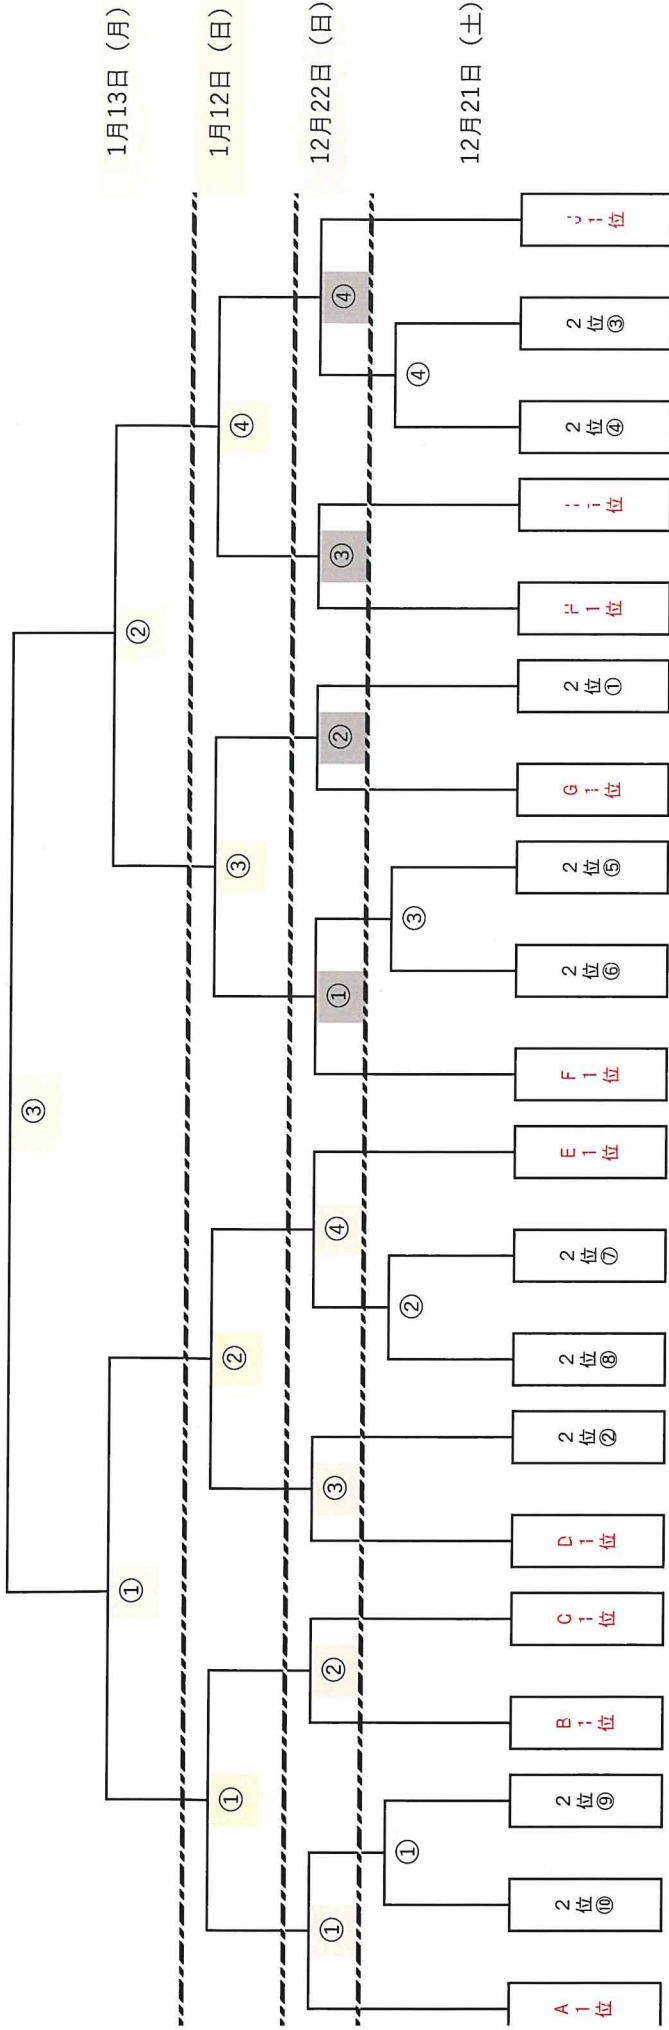 ③
1月13日（月）
①
②
1月12日（日）
①
②
③
④
12月22日（日）
①
②
③
④
①
②
③
④
12月21日（土）
①
②
③
④
A1位
2位⑩
2位⑨
B1位
C1位
D1位
2位②
2位⑧
2位⑦
E1位
F1位
2位⑥
2位⑤
G1位
2位①
1位
1位
2位④
2位③
1位